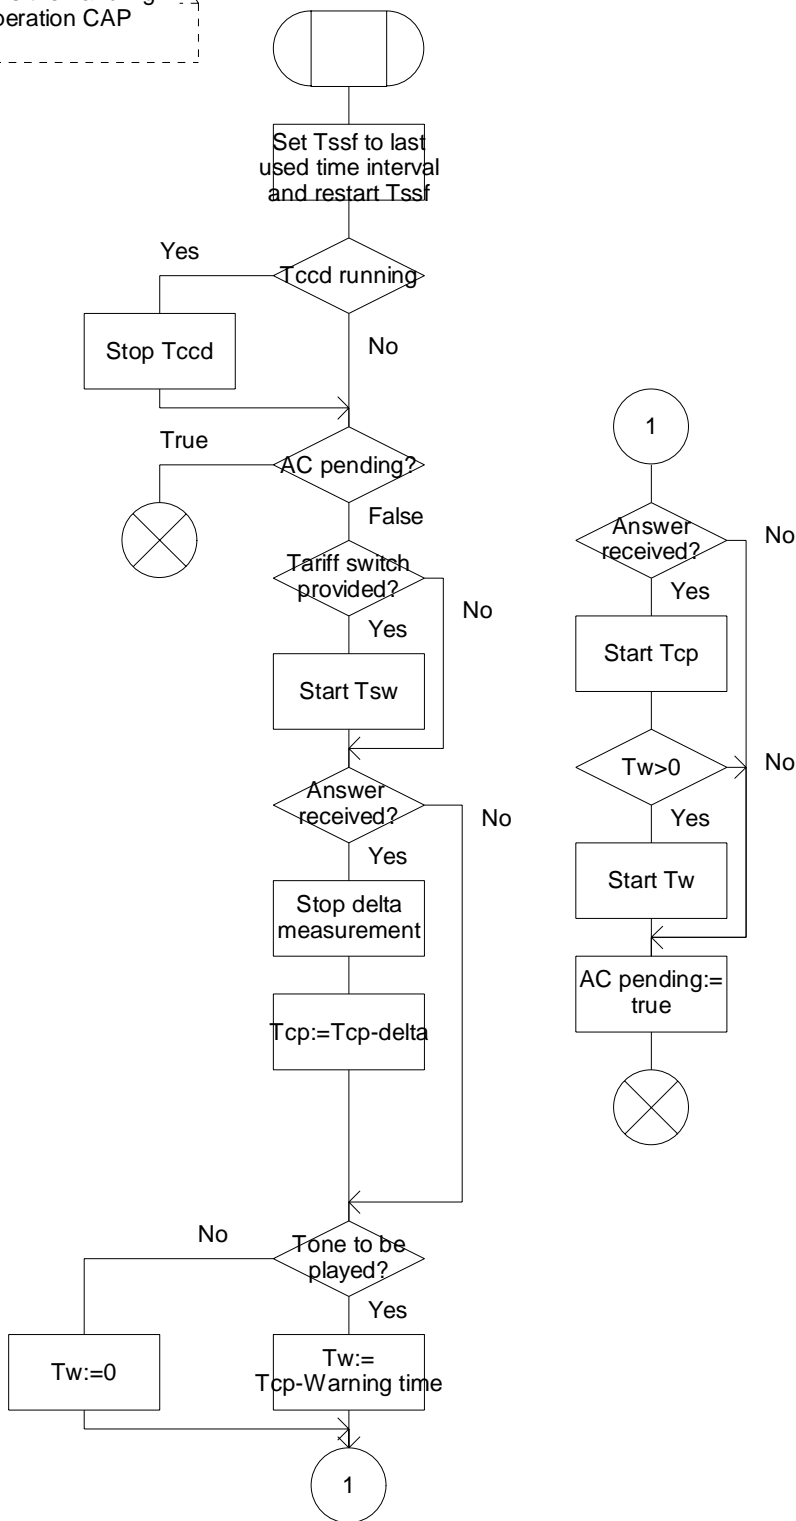 peration CAP
Set Tssf to last
used time interval
and restart Tssf
Tccd running
Yes
No
Stop Tccd
AC pending?
True
False
Tariff switch
provided?
No
Yes
Start Tsw
Answer
received?
No
Yes
Stop delta
measurement
Tcp:=Tcp-delta
Tone to be
played?
No
Yes
Tw:=0
Tw:=
Tcp-Warning time
1
1
Answer
received?
No
Yes
Start Tcp
Tw>0
No
Yes
Start Tw
AC pending:=
true